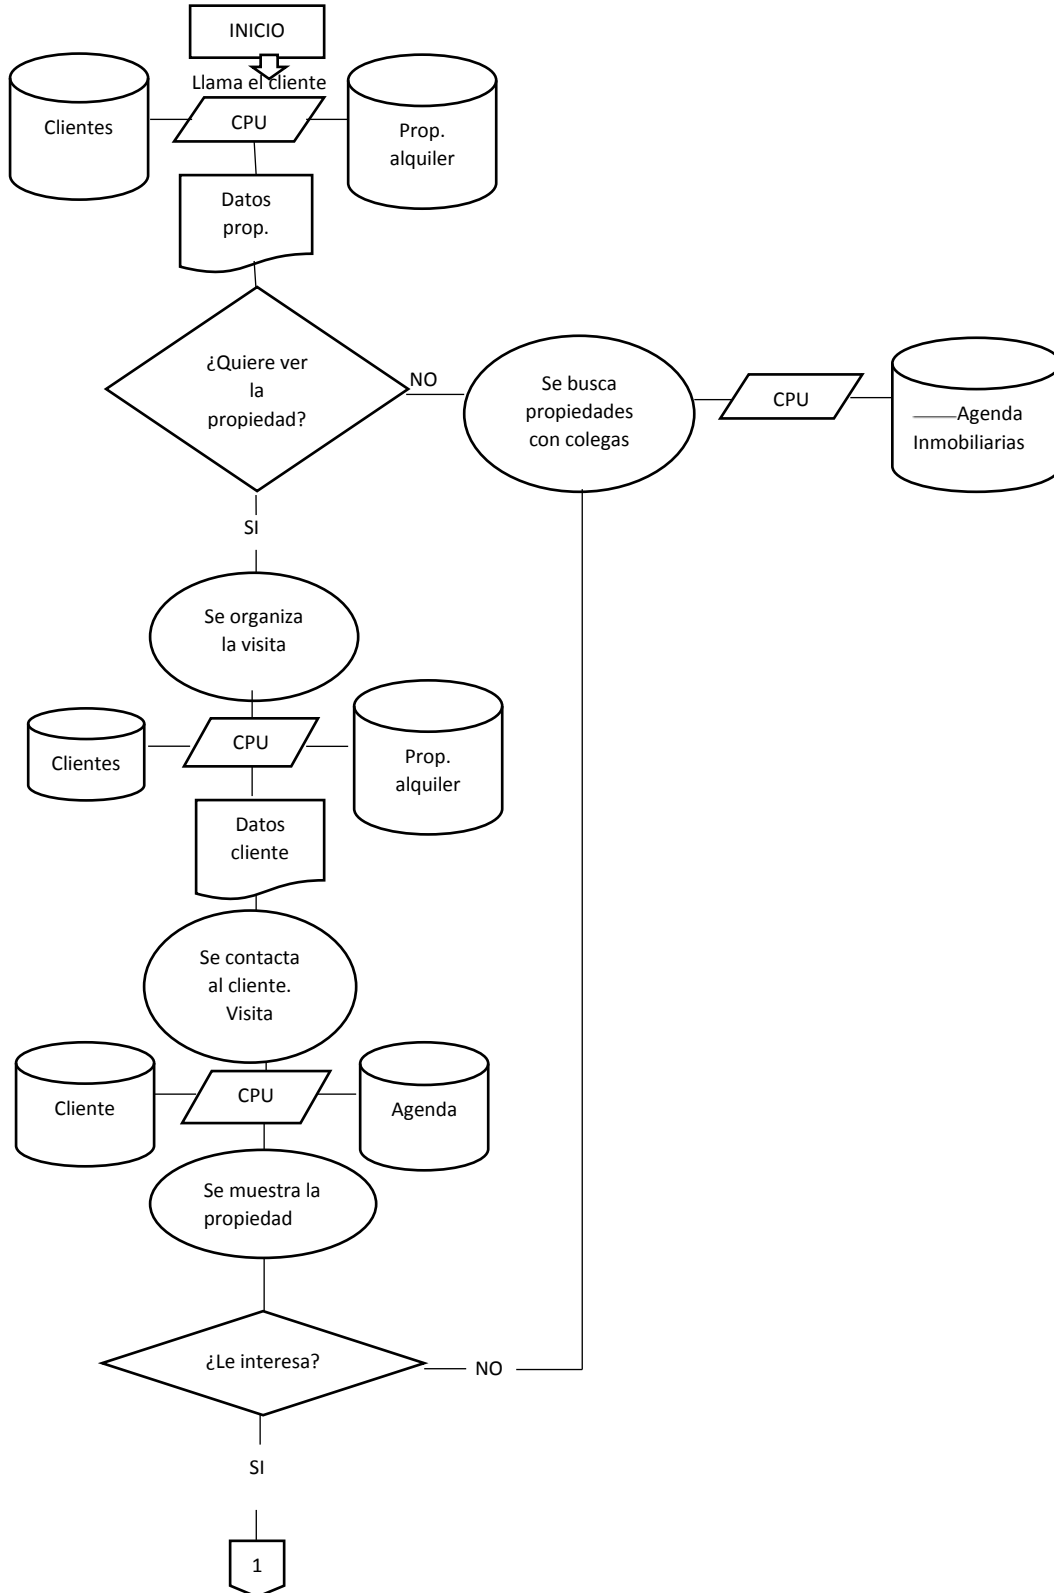 INICIO
Llama el cliente
Clientes
CPU
Prop.
alquiler
Datos
prop.
¿Quiere ver
la
propiedad?
NO
Se busca
propiedades
con colegas
CPU
Agenda
Inmobiliarias
SI
Se organiza
la visita
Clientes
CPU
Prop.
alquiler
Datos
cliente
Se contacta
al cliente.
Visita
Cliente
CPU
Agenda
Se muestra la
propiedad
¿Le interesa?
NO
SI
1